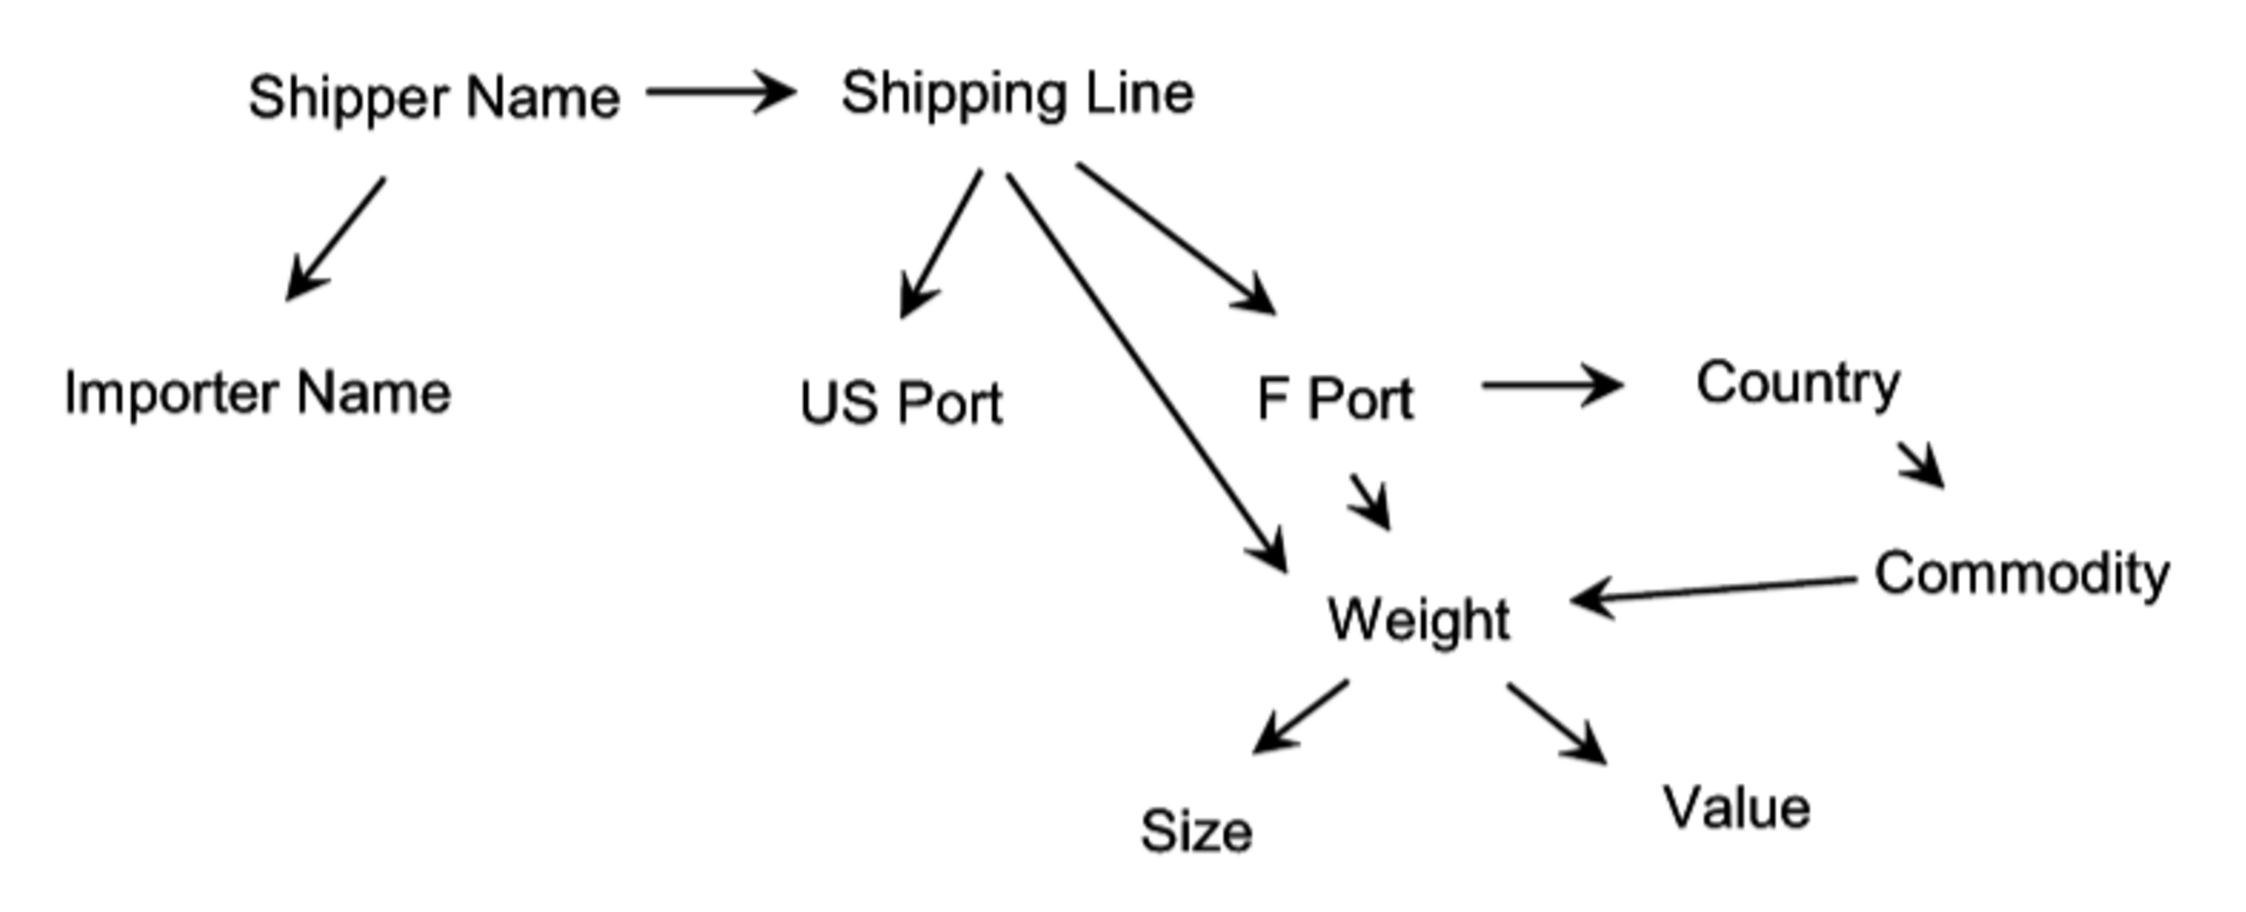 Shipper Name
Shipping Line
Importer Name
US Port
F Port
Country
Commodity
Weight
Size
Value